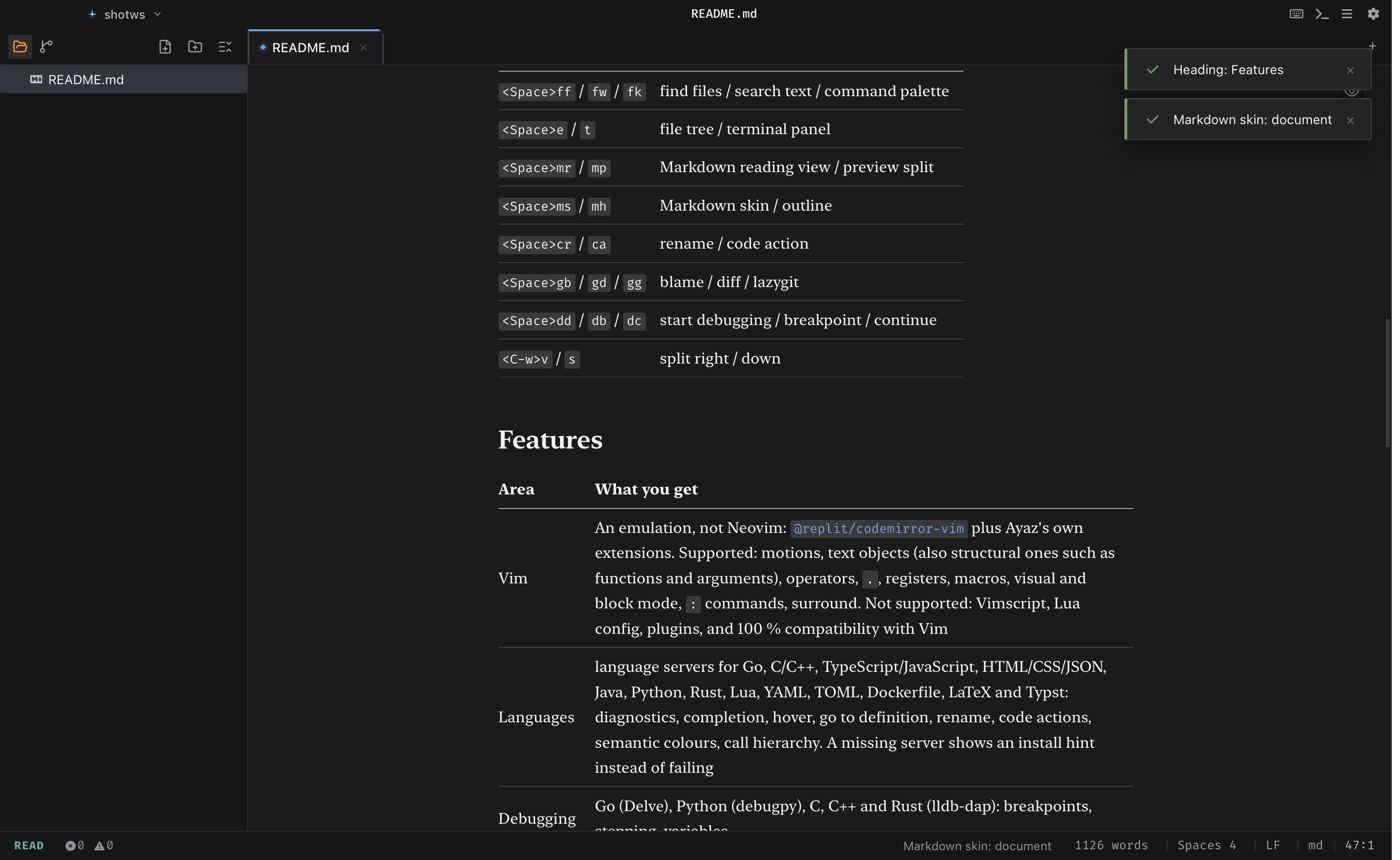 shotws
README.md
README.md
README.md
Heading: Features
Markdown skin: document
<Space>ff / fw / fk find files / search text / command palette
<Space>e / t file tree / terminal panel
<Space>mr / mp Markdown reading view / preview split
<Space>ms / mh Markdown skin / outline
<Space>cr / ca rename / code action
<Space>gb / gd / gg blame / diff / lazygit
<Space>dd / db / dc start debugging / breakpoint / continue
<C-w>v / s split right / down
Features
Area What you get
Vim
An emulation, not Neovim: @replit/codemirror-vim plus Ayaz's own
extensions. Supported: motions, text objects (also structural ones such as
functions and arguments), operators, ., registers, macros, visual and
block mode, : commands, surround. Not supported: Vimscript, Lua
config, plugins, and 100 % compatibility with Vim
Languages
language servers for Go, C/C++, TypeScript/JavaScript, HTML/CSS/JSON,
Java, Python, Rust, Lua, YAML, TOML, Dockerfile, LaTeX and Typst:
diagnostics, completion, hover, go to definition, rename, code actions,
semantic colours, call hierarchy. A missing server shows an install hint
instead of failing
Debugging
Go (Delve), Python (debugpy), C, C++ and Rust (lldb-dap): breakpoints,
stepping, variables
READ 0 0 Markdown skin: document 1126 words Spaces 4 LF md 47:1